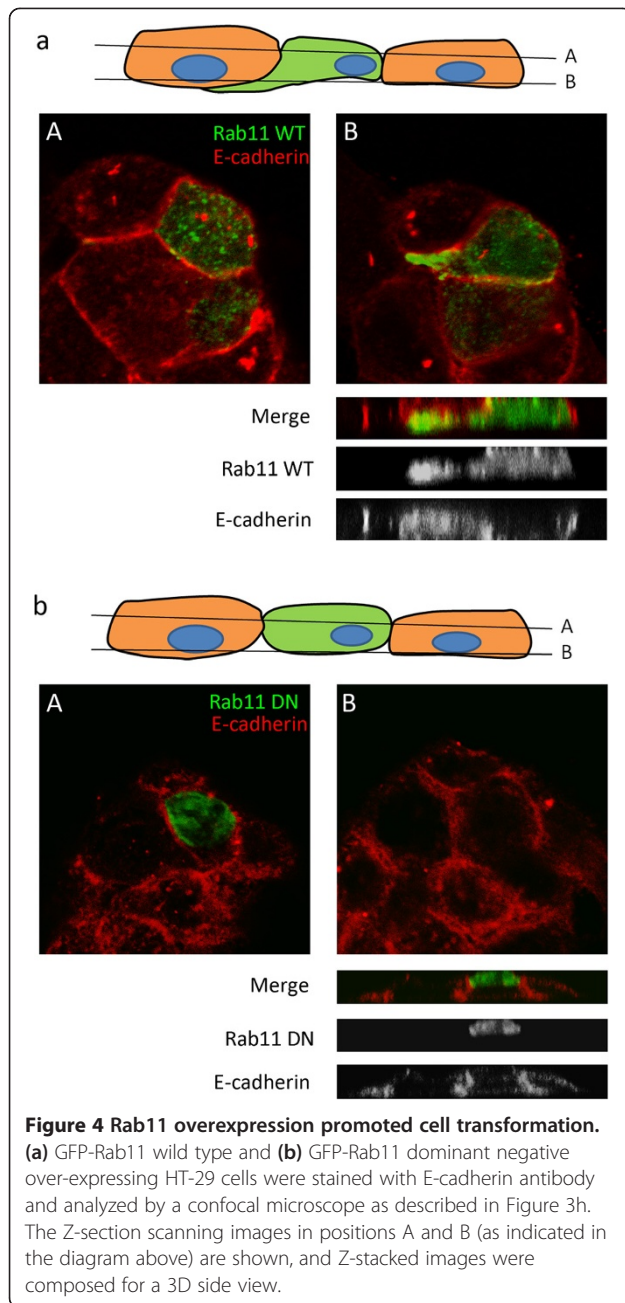 a
A
B
A
Rab11 WT
E-cadherin
B
Merge
Rab11 WT
E-cadherin
b
A
B
A
Rab11 DN
E-cadherin
B
Merge
Rab11 DN
E-cadherin
Figure 4 Rab11 overexpression promoted cell transformation.
(a) GFP-Rab11 wild type and (b) GFP-Rab11 dominant negative
over-expressing HT-29 cells were stained with E-cadherin antibody
and analyzed by a confocal microscope as described in Figure 3h.
The Z-section scanning images in positions A and B (as indicated in
the diagram above) are shown, and Z-stacked images were
composed for a 3D side view.